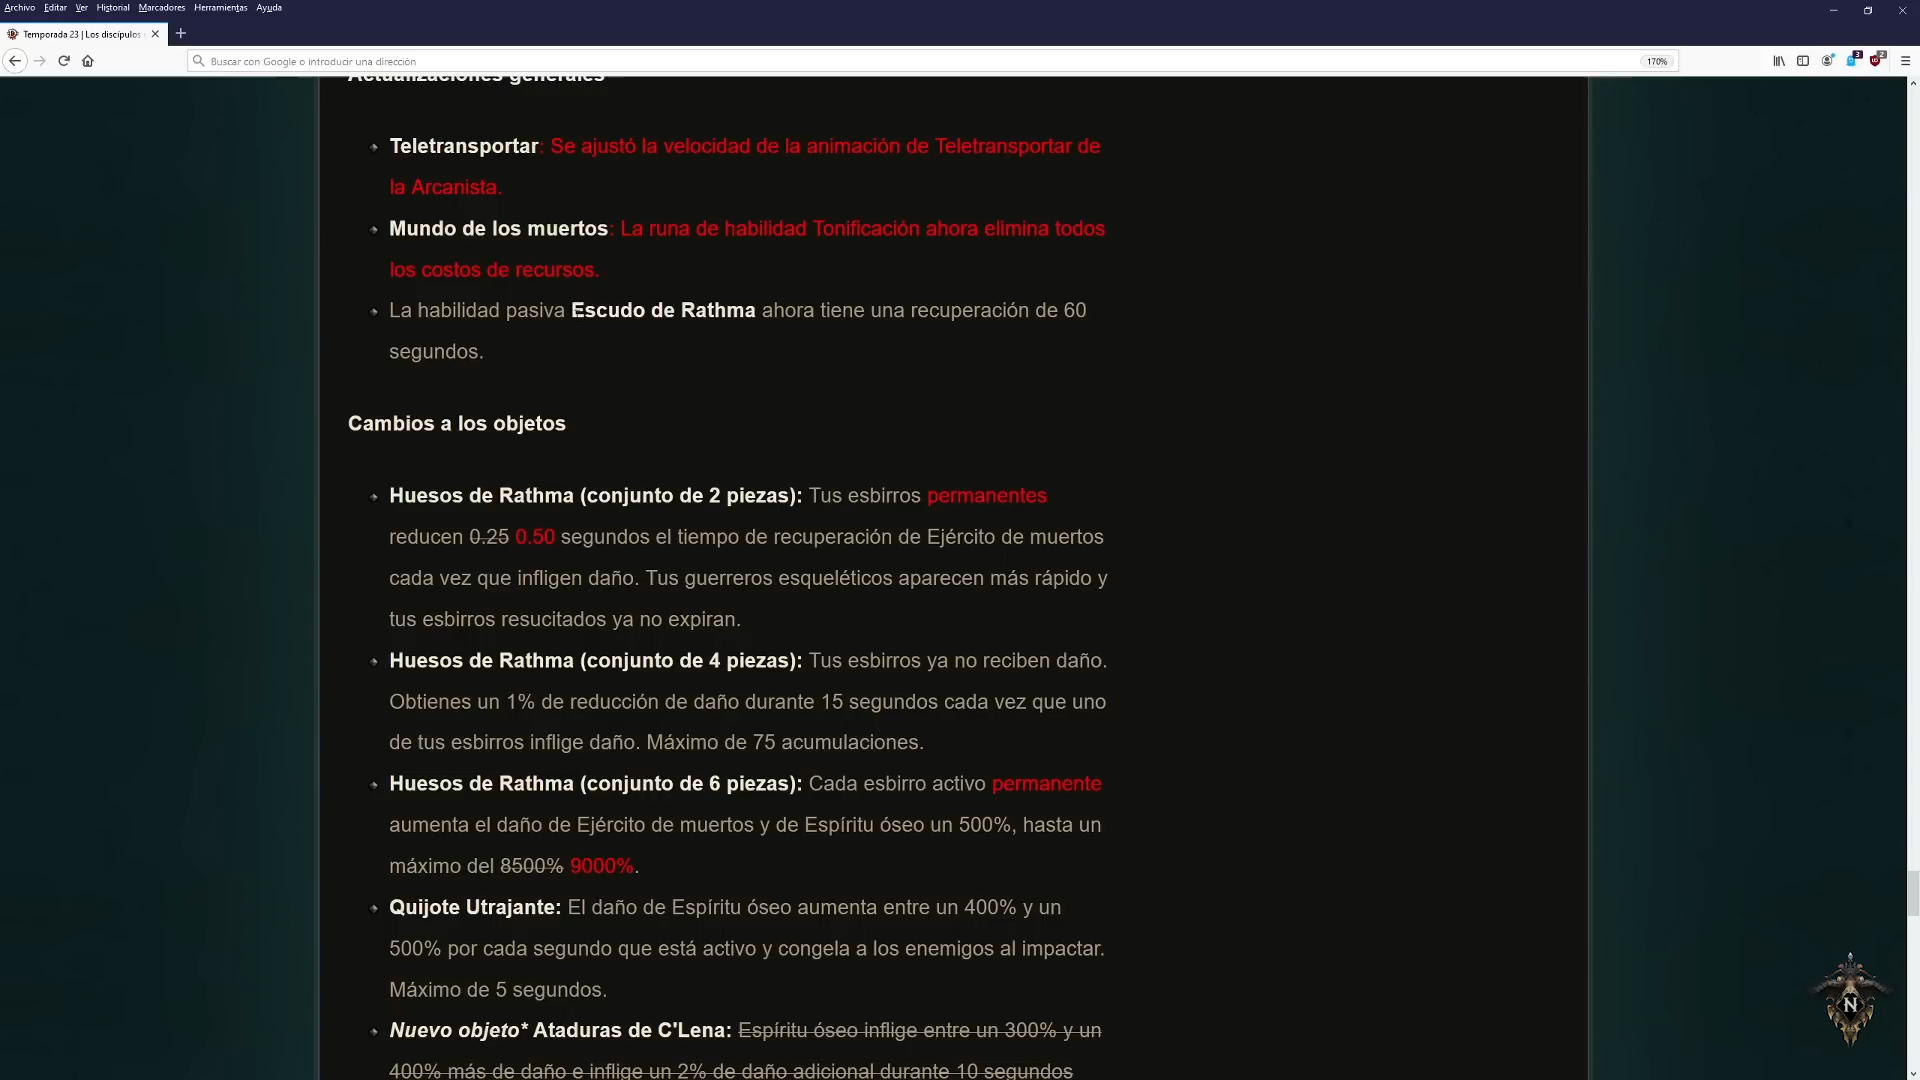 Archivo Editar Ver Historial Marcadores Herramientas Ayuda
Temporada 23 | Los discípulos
Buscar con Google o introducir una dirección
170%
3
2
Actualizaciones generales
Teletransportar: Se ajustó la velocidad de la animación de Teletransportar de
la Arcanista.
Mundo de los muertos: La runa de habilidad Tonificación ahora elimina todos
los costos de recursos.
La habilidad pasiva Escudo de Rathma ahora tiene una recuperación de 60
segundos.
Cambios a los objetos
Huesos de Rathma (conjunto de 2 piezas): Tus esbirros permanentes
reducen 0.25 0.50 segundos el tiempo de recuperación de Ejército de muertos
cada vez que infligen daño. Tus guerreros esqueléticos aparecen más rápido y
tus esbirros resucitados ya no expiran.
Huesos de Rathma (conjunto de 4 piezas): Tus esbirros ya no reciben daño.
Obtienes un 1% de reducción de daño durante 15 segundos cada vez que uno
de tus esbirros inflige daño. Máximo de 75 acumulaciones.
Huesos de Rathma (conjunto de 6 piezas): Cada esbirro activo permanente
aumenta el daño de Ejército de muertos y de Espíritu óseo un 500%, hasta un
máximo del 8500% 9000%.
Quijote Utrajante: El daño de Espíritu óseo aumenta entre un 400% y un
500% por cada segundo que está activo y congela a los enemigos al impactar.
Máximo de 5 segundos.
Nuevo objeto* Ataduras de C'Lena: Espíritu óseo inflige entre un 300% y un
400% más de daño e inflige un 2% de daño adicional durante 10 segundos
N